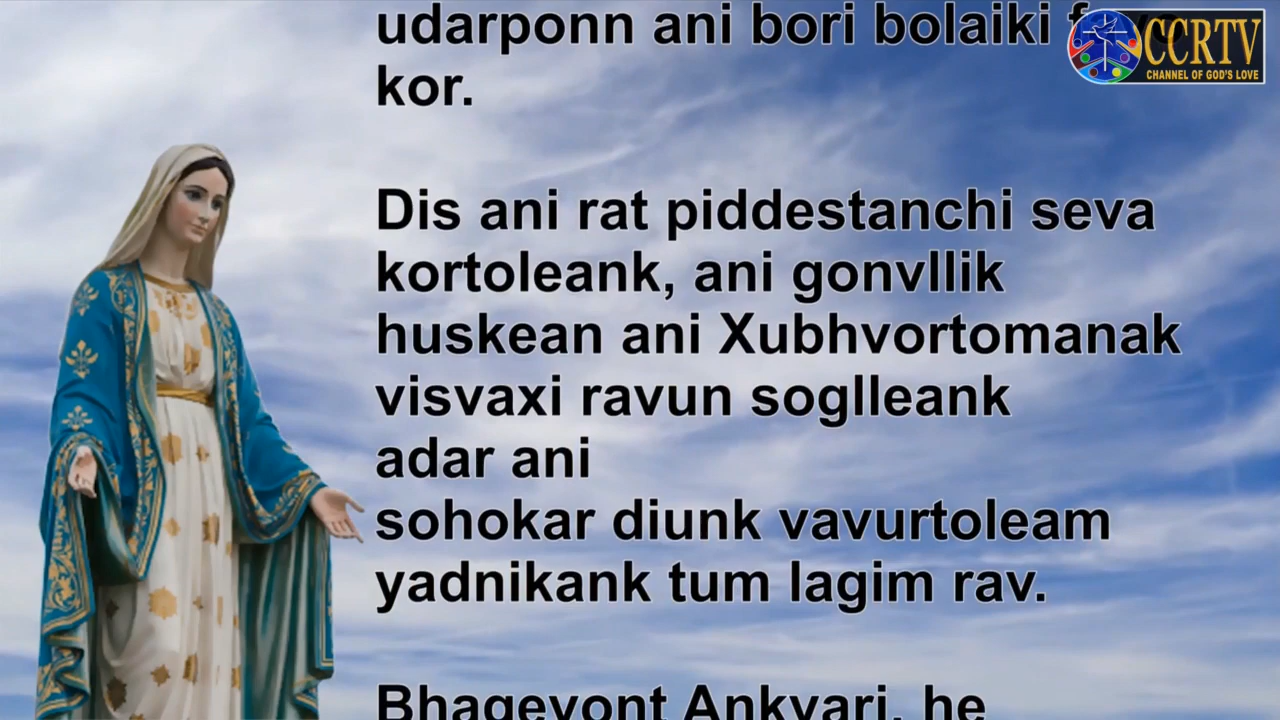 udarponn ani bori bolaiki
kor.
Dis ani rat piddestanchi seva
kortoleank, ani gonvllik
huskean ani Xubhvortomanak
visvaxi ravun soglleank
adar ani
sohokar diunk vavurtoleam
yadnikank tum lagim rav.
Bhagevont Ankvari, he
CCRTV
CHANNEL OF GOD'S LOVE